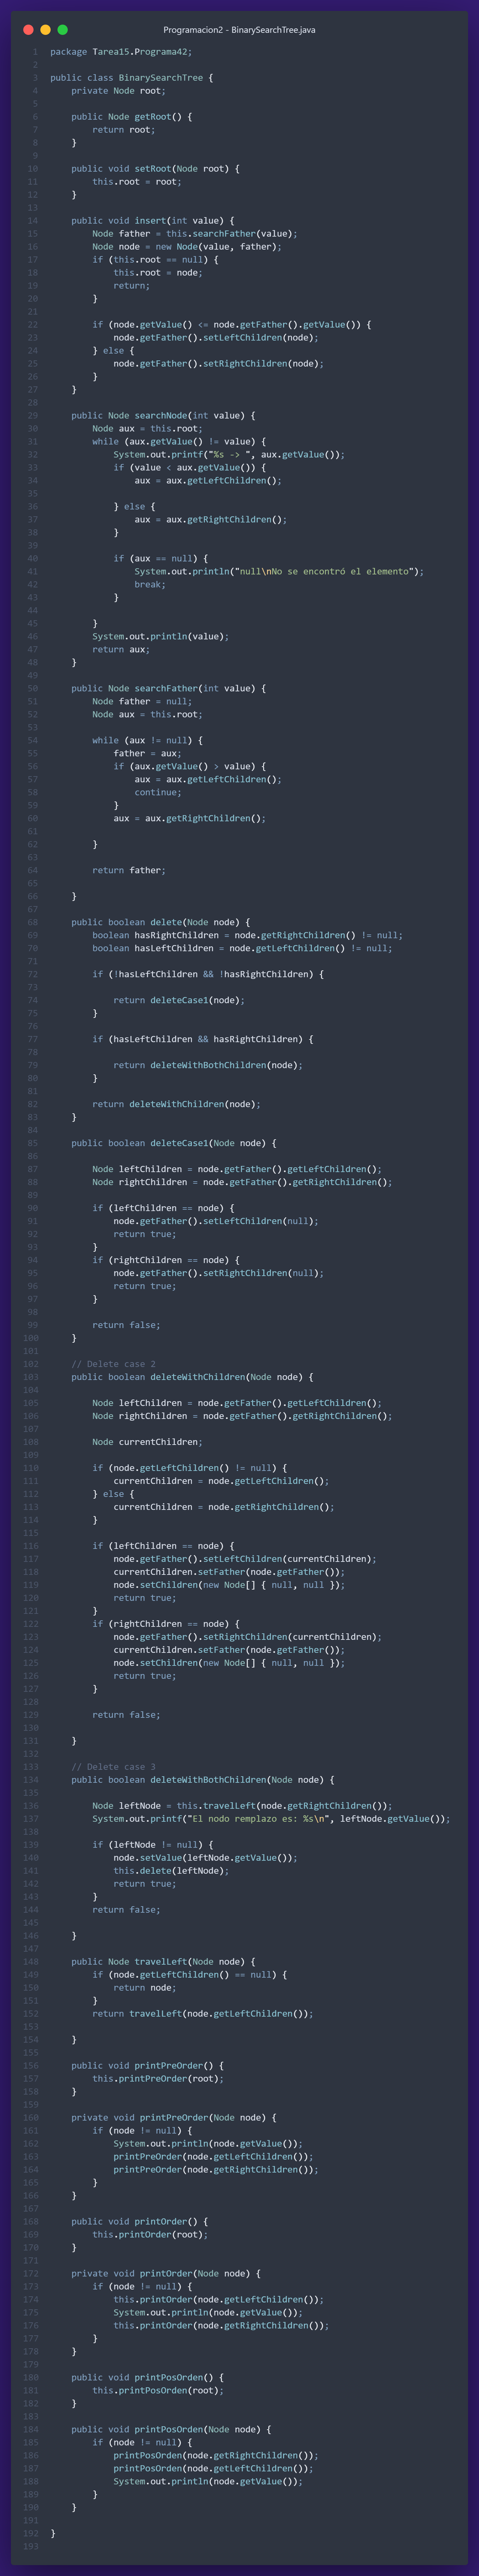 Programacion2 - BinarySearchTree.java
1 package Tarea15.Programa42;
2
3 public class BinarySearchTree {
4     private Node root;
5
6     public Node getRoot() {
7         return root;
8     }
9
10     public void setRoot(Node root) {
11         this.root = root;
12     }
13
14     public void insert(int value) {
15         Node father = this.searchFather(value);
16         Node node = new Node(value, father);
17         if (this.root == null) {
18             this.root = node;
19             return;
20         }
21
22         if (node.getValue() <= node.getFather().getValue()) {
23             node.getFather().setLeftChildren(node);
24         } else {
25             node.getFather().setRightChildren(node);
26         }
27     }
28
29     public Node searchNode(int value) {
30         Node aux = this.root;
31         while (aux.getValue() != value) {
32             System.out.printf("%s -> ", aux.getValue());
33             if (value < aux.getValue()) {
34                 aux = aux.getLeftChildren();
35
36             } else {
37                 aux = aux.getRightChildren();
38             }
39
40             if (aux == null) {
41                 System.out.println("null\nNo se encontró el elemento");
42                 break;
43             }
44
45         }
46         System.out.println(value);
47         return aux;
48     }
49
50     public Node searchFather(int value) {
51         Node father = null;
52         Node aux = this.root;
53
54         while (aux != null) {
55             father = aux;
56             if (aux.getValue() > value) {
57                 aux = aux.getLeftChildren();
58                 continue;
59             }
60             aux = aux.getRightChildren();
61
62         }
63
64         return father;
65
66     }
67
68     public boolean delete(Node node) {
69         boolean hasRightChildren = node.getRightChildren() != null;
70         boolean hasLeftChildren = node.getLeftChildren() != null;
71
72         if (!hasLeftChildren && !hasRightChildren) {
73
74             return deleteCase1(node);
75         }
76
77         if (hasLeftChildren && hasRightChildren) {
78
79             return deleteWithBothChildren(node);
80         }
81
82         return deleteWithChildren(node);
83     }
84
85     public boolean deleteCase1(Node node) {
86
87         Node leftChildren = node.getFather().getLeftChildren();
88         Node rightChildren = node.getFather().getRightChildren();
89
90         if (leftChildren == node) {
91             node.getFather().setLeftChildren(null);
92             return true;
93         }
94         if (rightChildren == node) {
95             node.getFather().setRightChildren(null);
96             return true;
97         }
98
99         return false;
100     }
101
102     // Delete case 2
103     public boolean deleteWithChildren(Node node) {
104
105         Node leftChildren = node.getFather().getLeftChildren();
106         Node rightChildren = node.getFather().getRightChildren();
107
108         Node currentChildren;
109
110         if (node.getLeftChildren() != null) {
111             currentChildren = node.getLeftChildren();
112         } else {
113             currentChildren = node.getRightChildren();
114         }
115
116         if (leftChildren == node) {
117             node.getFather().setLeftChildren(currentChildren);
118             currentChildren.setFather(node.getFather());
119             node.setChildren(new Node[] { null, null });
120             return true;
121         }
122         if (rightChildren == node) {
123             node.getFather().setRightChildren(currentChildren);
124             currentChildren.setFather(node.getFather());
125             node.setChildren(new Node[] { null, null });
126             return true;
127         }
128
129         return false;
130
131     }
132
133     // Delete case 3
134     public boolean deleteWithBothChildren(Node node) {
135
136         Node leftNode = this.travelLeft(node.getRightChildren());
137         System.out.printf("El nodo remplazo es: %s\n", leftNode.getValue());
138
139         if (leftNode != null) {
140             node.setValue(leftNode.getValue());
141             this.delete(leftNode);
142             return true;
143         }
144         return false;
145
146     }
147
148     public Node travelLeft(Node node) {
149         if (node.getLeftChildren() == null) {
150             return node;
151         }
152         return travelLeft(node.getLeftChildren());
153
154     }
155
156     public void printPreOrder() {
157         this.printPreOrder(root);
158     }
159
160     private void printPreOrder(Node node) {
161         if (node != null) {
162             System.out.println(node.getValue());
163             printPreOrder(node.getLeftChildren());
164             printPreOrder(node.getRightChildren());
165         }
166     }
167
168     public void printOrder() {
169         this.printOrder(root);
170     }
171
172     private void printOrder(Node node) {
173         if (node != null) {
174             this.printOrder(node.getLeftChildren());
175             System.out.println(node.getValue());
176             this.printOrder(node.getRightChildren());
177         }
178     }
179
180     public void printPosOrden() {
181         this.printPosOrden(root);
182     }
183
184     public void printPosOrden(Node node) {
185         if (node != null) {
186             printPosOrden(node.getRightChildren());
187             printPosOrden(node.getLeftChildren());
188             System.out.println(node.getValue());
189         }
190     }
191
192 }
193